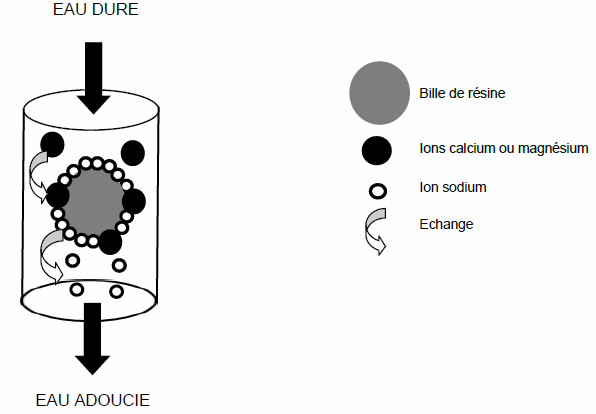 EAU DURE
Bille de résine
Ions calcium ou magnésium
Ion sodium
Echange
EAU ADOUCIE